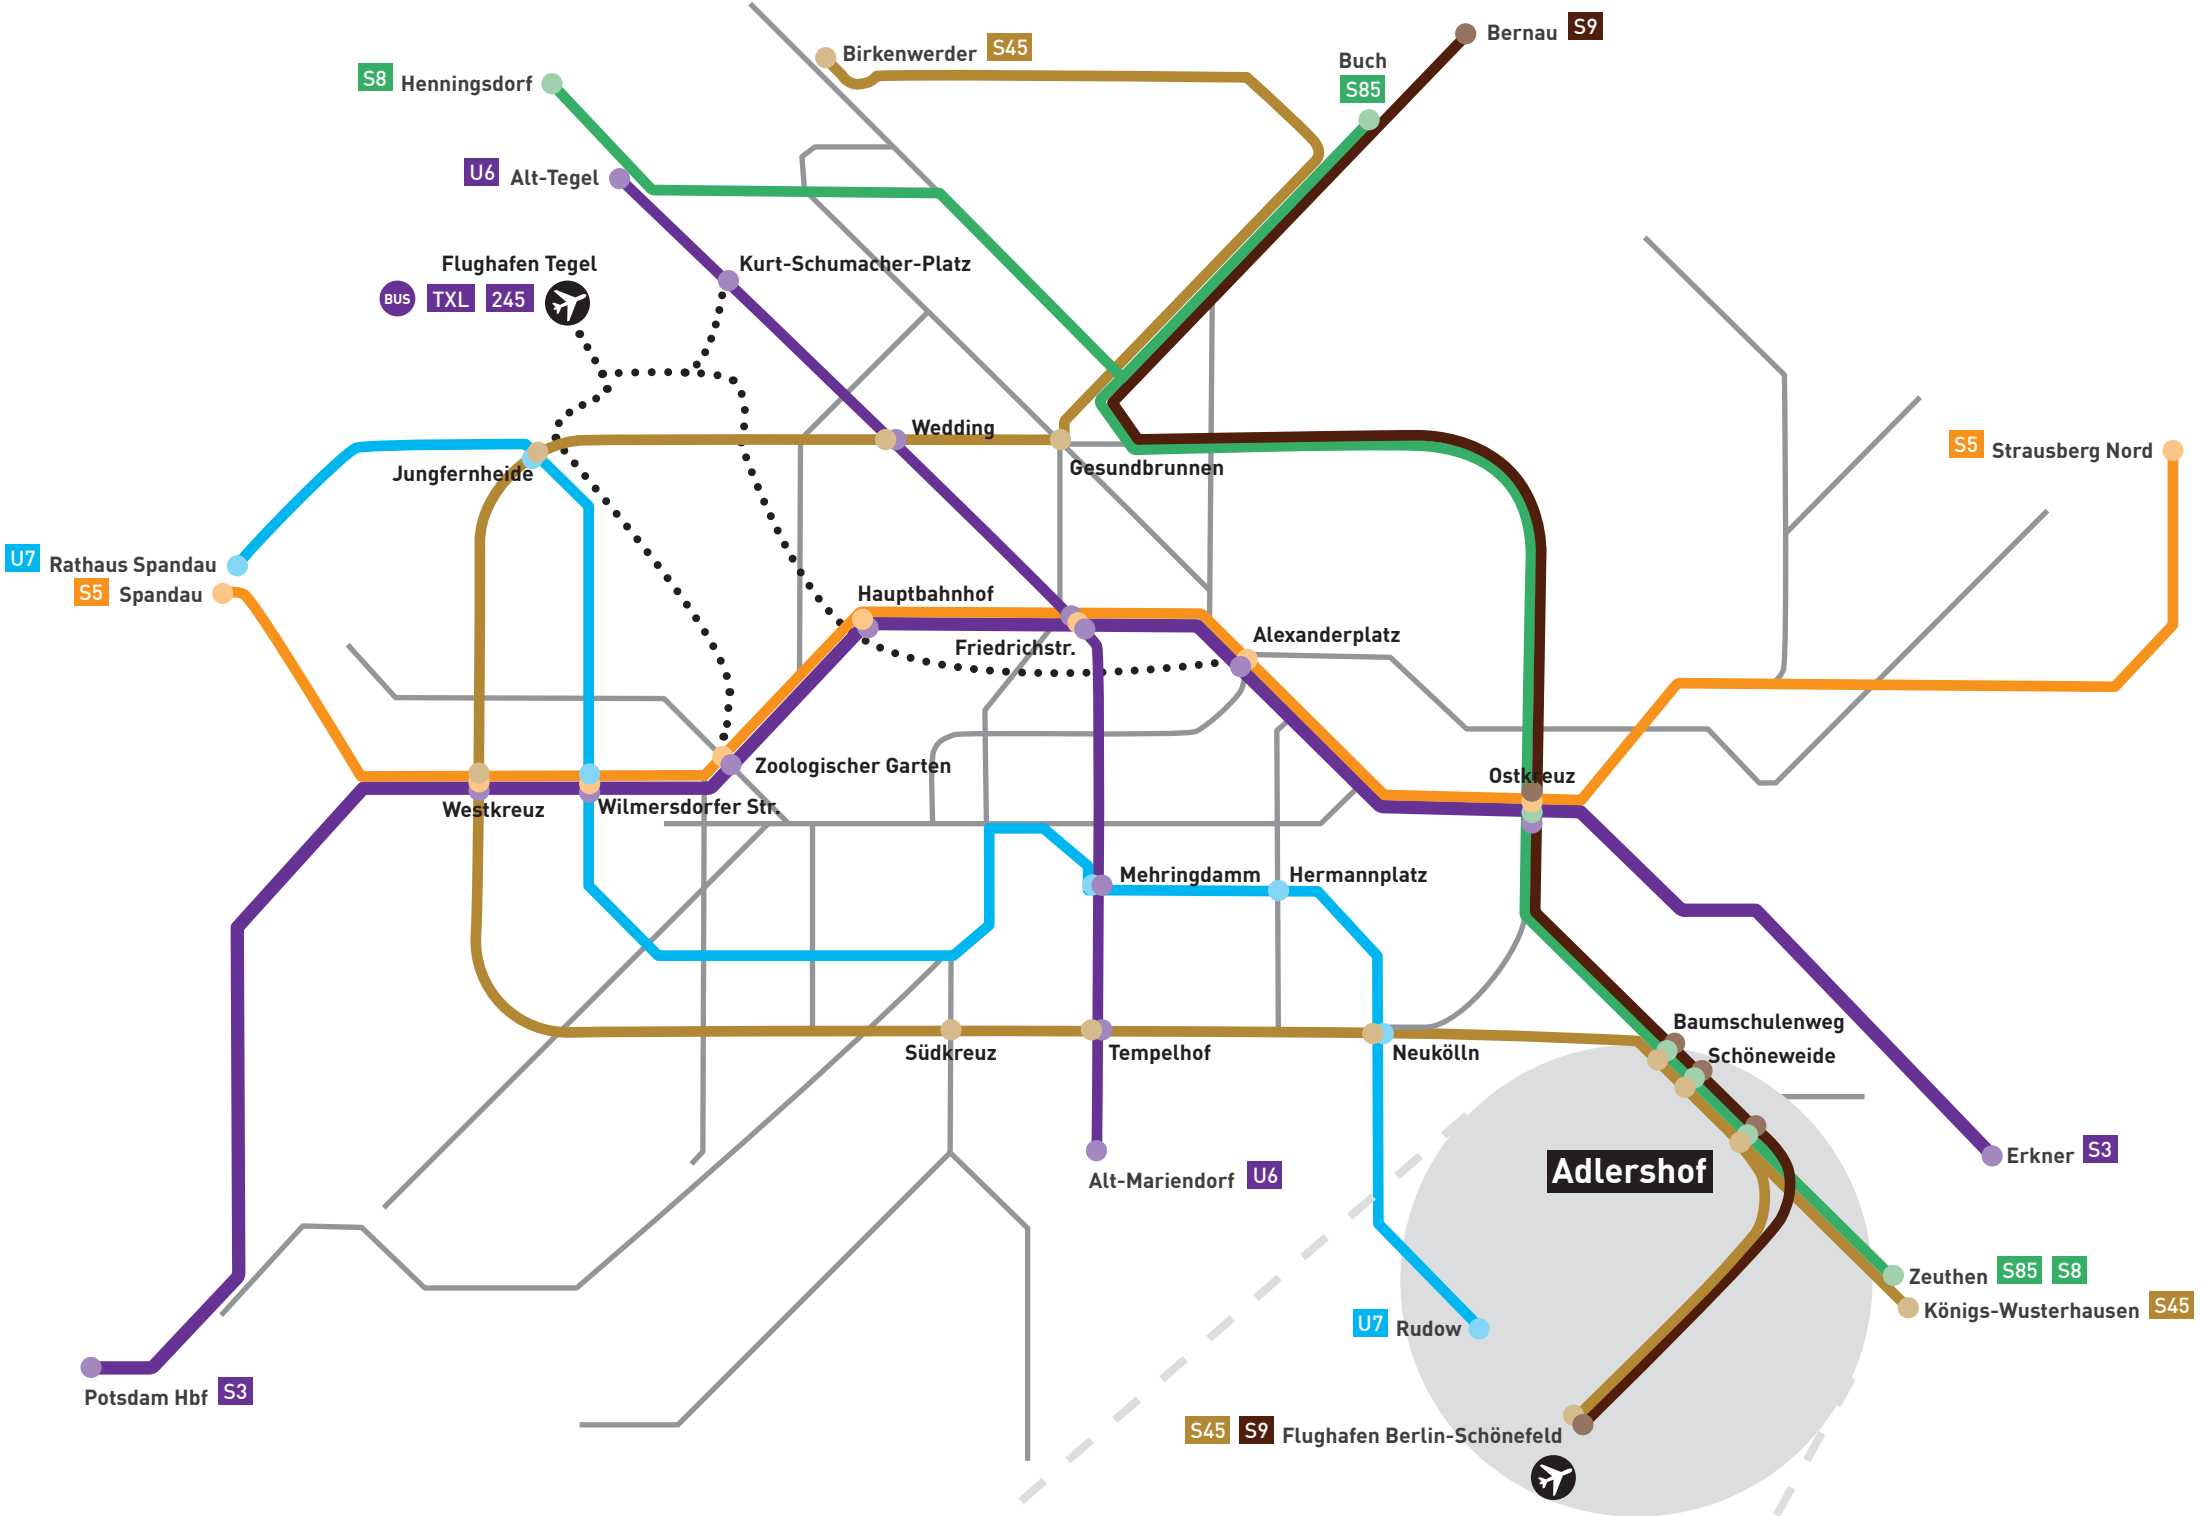 Bernau S9
Birkenwerder S45
Buch
S85
S8 Henningsdorf
U6 Alt-Tegel
Flughafen Tegel
BUS TXL 245
Kurt-Schumacher-Platz
Wedding
Jungfernheide
Gesundbrunnen
S5 Strausberg Nord
U7 Rathaus Spandau
S5 Spandau
Hauptbahnhof
Friedrichstr.
Alexanderplatz
Zoologischer Garten
Ostkreuz
Westkreuz
Wilmersdorfer Str.
Mehringdamm
Hermannplatz
Baumschulenweg
Südkreuz
Tempelhof
Neukölln
Schöneweide
Adlershof
Erkner S3
Alt-Mariendorf U6
Zeuthen S85 S8
Königs-Wusterhausen S45
U7 Rudow
Potsdam Hbf S3
S45 S9 Flughafen Berlin-Schönefeld